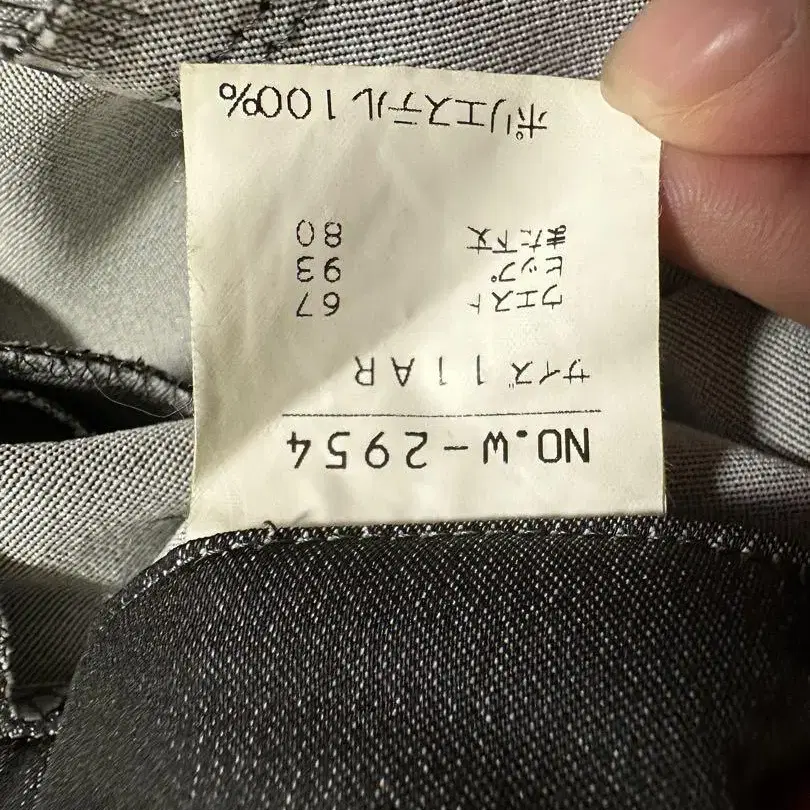 NO.W-2954
サイズ 11AR
ウエスト 67
ヒップ 93
また下丈 80
ポリエステル100%